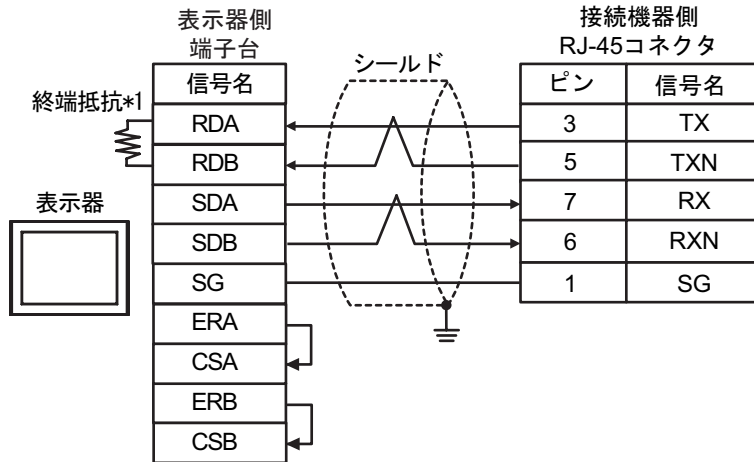 表示器側
端子台
接続機器側
RJ-45コネクタ
シールド
終端抵抗*1
表示器
信号名
RDA
RDB
SDA
SDB
SG
ERA
CSA
ERB
CSB
ピン 信号名
3 TX
5 TXN
7 RX
6 RXN
1 SG